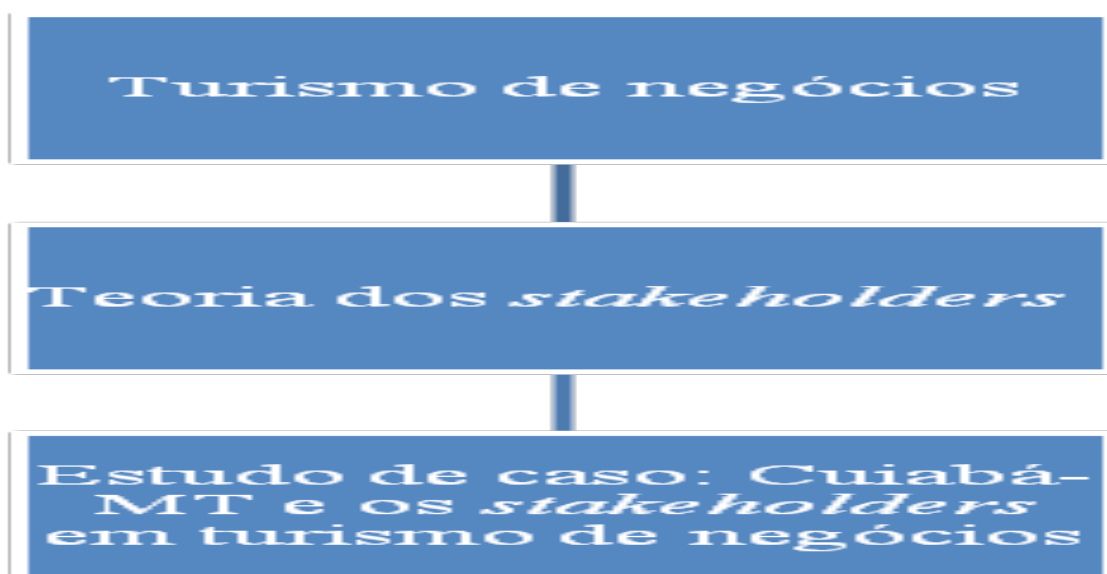 Turismo de negócios
Teoria dos stakeholders
Estudo de caso: Cuiabá-
MT e os stakeholders
em turismo de negócios